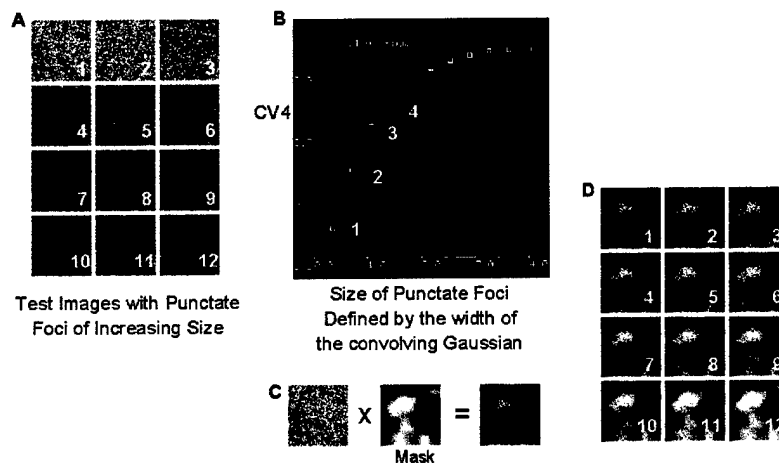 A
1 2 3
4 5 6
7 8 9
10 11 12
Test Images with Punctate
Foci of Increasing Size
B
CV4
4
3
2
1
Size of Punctate Foci
Defined by the width of
the convolving Gaussian
C
X
=
Mask
D
1 2 3
4 5 6
7 8 9
10 11 12